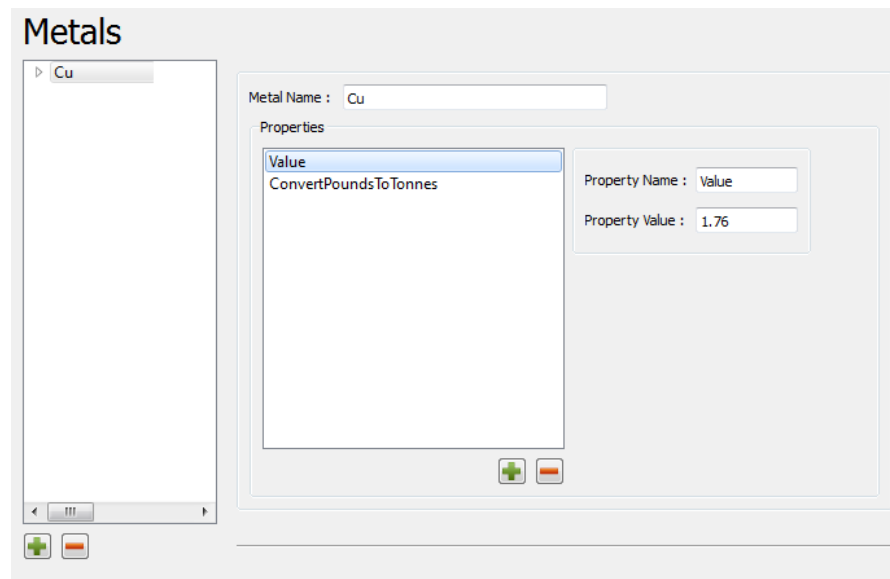 Metals
Cu
Metal Name : Cu
Properties
Value
ConvertPoundsToTonnes
Property Name : Value
Property Value : 1.76